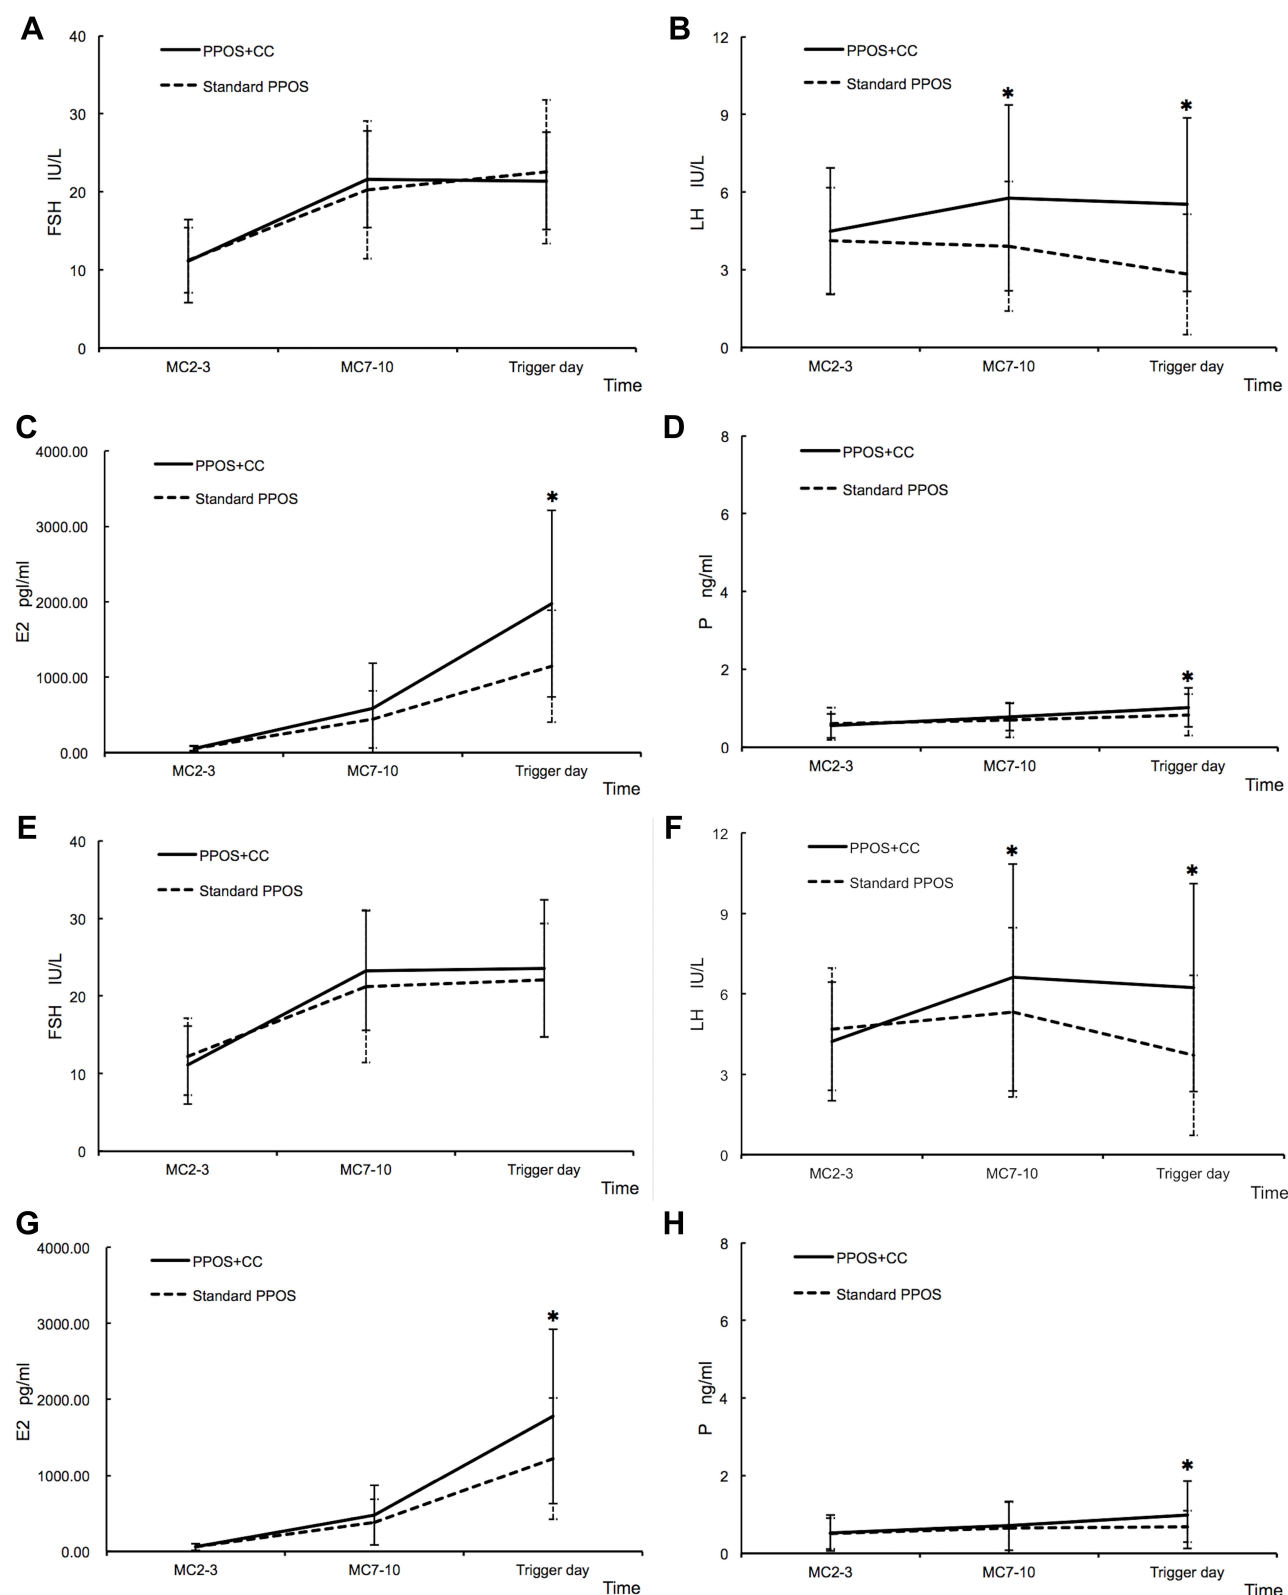 A
40
30
20
10
0
FSH IU/L
PPOS+CC
Standard PPOS
MC2-3 MC7-10 Trigger day
Time
B
12
9
6
3
0
LH IU/L
PPOS+CC
Standard PPOS
*
*
MC2-3 MC7-10 Trigger day
Time
C
4000.00
3000.00
2000.00
1000.00
0.00
E2 pgl/ml
PPOS+CC
Standard PPOS
*
MC2-3 MC7-10 Trigger day
Time
D
8
6
4
2
0
P ng/ml
PPOS+CC
Standard PPOS
*
MC2-3 MC7-10 Trigger day
Time
E
40
30
20
10
0
FSH IU/L
PPOS+CC
Standard PPOS
MC2-3 MC7-10 Trigger day
Time
F
12
9
6
3
0
LH IU/L
PPOS+CC
Standard PPOS
*
*
MC2-3 MC7-10 Trigger day
Time
G
4000.00
3000.00
2000.00
1000.00
0.00
E2 pg/ml
PPOS+CC
Standard PPOS
*
MC2-3 MC7-10 Trigger day
Time
H
8
6
4
2
0
P ng/ml
PPOS+CC
Standard PPOS
*
MC2-3 MC7-10 Trigger day
Time